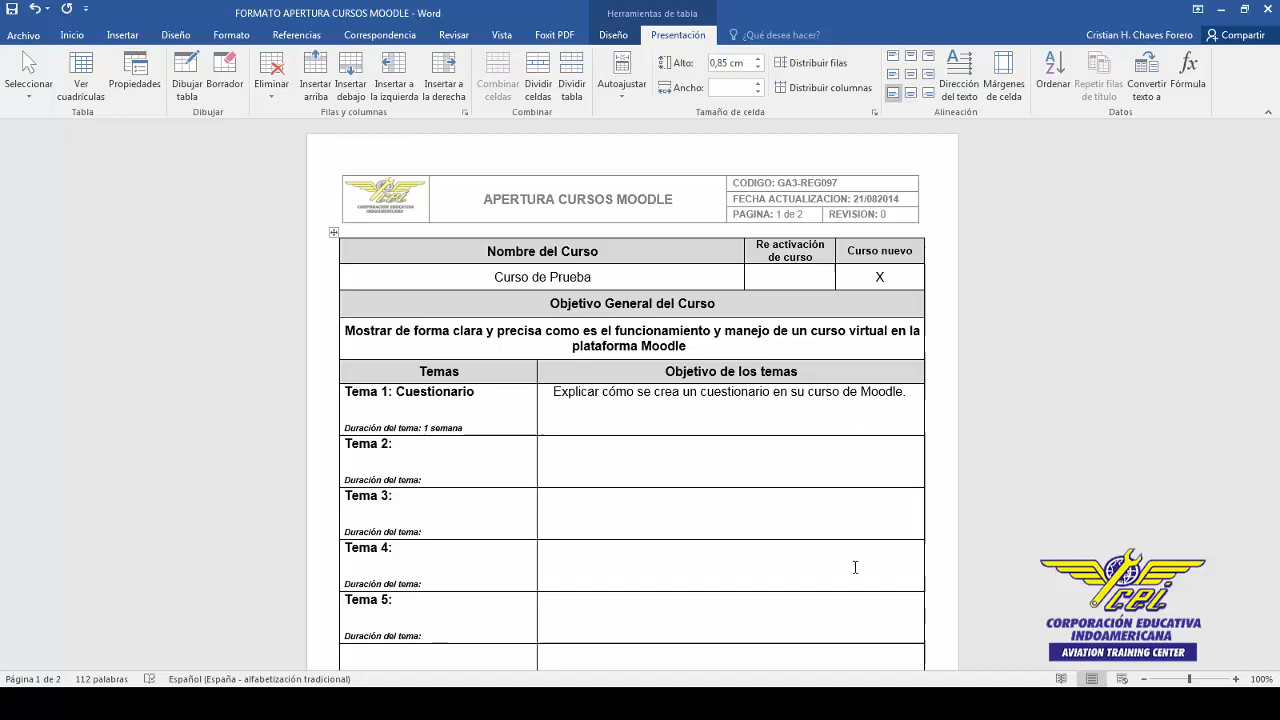 FORMATO APERTURA CURSOS MOODLE - Word
Herramientas de tabla
Archivo Inicio Insertar Diseño Formato Referencias Correspondencia Revisar Vista Foxit PDF Diseño Presentación ¿Qué desea hacer? Cristian H. Chaves Forero Compartir
Seleccionar
Ver cuadrículas
Propiedades
Dibujar tabla
Borrador
Eliminar
Insertar arriba
Insertar debajo
Insertar a la izquierda
Insertar a la derecha
Combinar celdas
Dividir celdas
Dividir tabla
Autoajustar
Alto: 0,85 cm
Ancho:
Distribuir filas
Distribuir columnas
Dirección del texto
Márgenes de celda
Ordenar
Repetir filas de título
Convertir texto a
Fórmula
Tabla Dibujar Filas y columnas Combinar Tamaño de celda Alineación Datos
cei
CORPORACIÓN EDUCATIVA
INDOAMERICANA
APERTURA CURSOS MOODLE
CODIGO: GA3-REG097
FECHA ACTUALIZACION: 21/082014
PAGINA: 1 de 2 REVISION: 0
Nombre del Curso
Re activación
de curso
Curso nuevo
Curso de Prueba X
Objetivo General del Curso
Mostrar de forma clara y precisa como es el funcionamiento y manejo de un curso virtual en la
plataforma Moodle
Temas Objetivo de los temas
Tema 1: Cuestionario Explicar cómo se crea un cuestionario en su curso de Moodle.
Duración del tema: 1 semana
Tema 2:
Duración del tema:
Tema 3:
Duración del tema:
Tema 4:
Duración del tema:
Tema 5:
Duración del tema:
cei
CORPORACIÓN EDUCATIVA
INDOAMERICANA
AVIATION TRAINING CENTER
Página 1 de 2 112 palabras Español (España - alfabetización tradicional) 100%